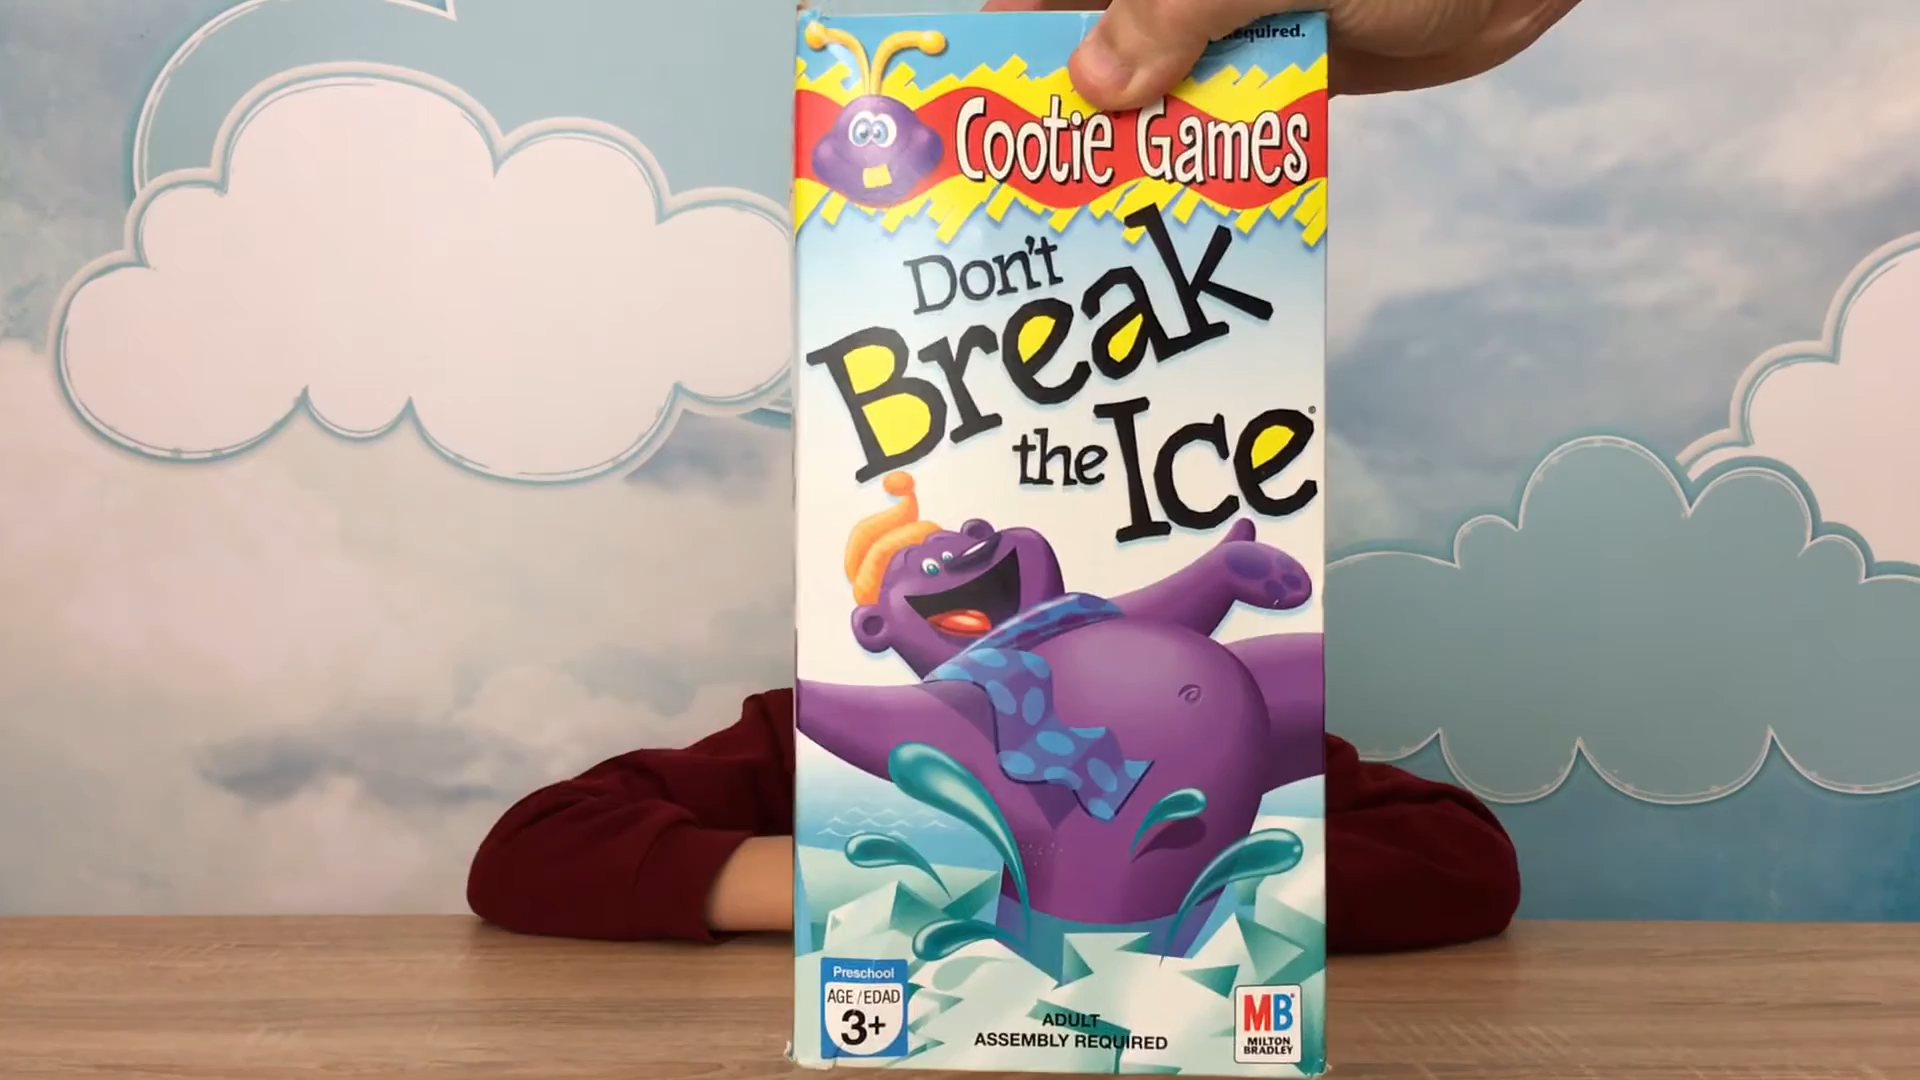 equired.
Cootie Games
Don't
Break
the Ice®
Preschool
AGE/EDAD
3+
ADULT
ASSEMBLY REQUIRED
MB®
MILTON
BRADLEY